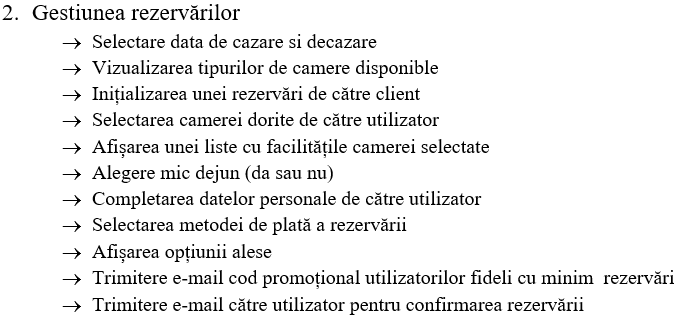 2. Gestiunea rezervărilor
→ Selectare data de cazare si decazare
→ Vizualizarea tipurilor de camere disponible
→ Inițializarea unei rezervări de către client
→ Selectarea camerei dorite de către utilizator
→ Afișarea unei liste cu facilitățile camerei selectate
→ Alegere mic dejun (da sau nu)
→ Completarea datelor personale de către utilizator
→ Selectarea metodei de plată a rezervării
→ Afișarea opțiunii alese
→ Trimitere e-mail cod promoțional utilizatorilor fideli cu minim  rezervări
→ Trimitere e-mail către utilizator pentru confirmarea rezervării